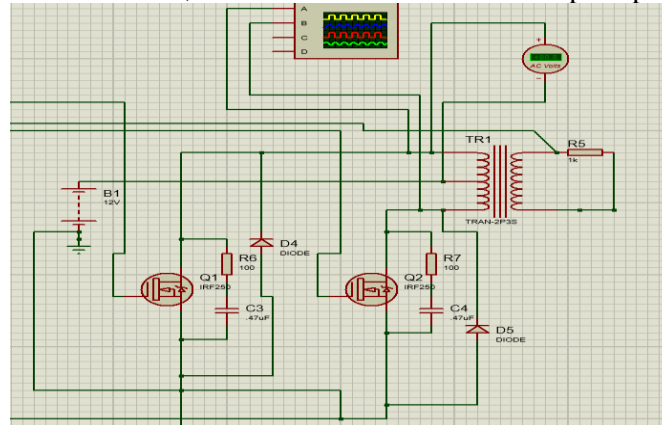 A
B
C
D
+
AC Volts
TR1
R5
1k
B1
12V
TRAN-2P3S
D4
DIODE
R6
100
R7
100
Q1
IRF250
Q2
IRF250
C3
.47uF
C4
.47uF
D5
DIODE